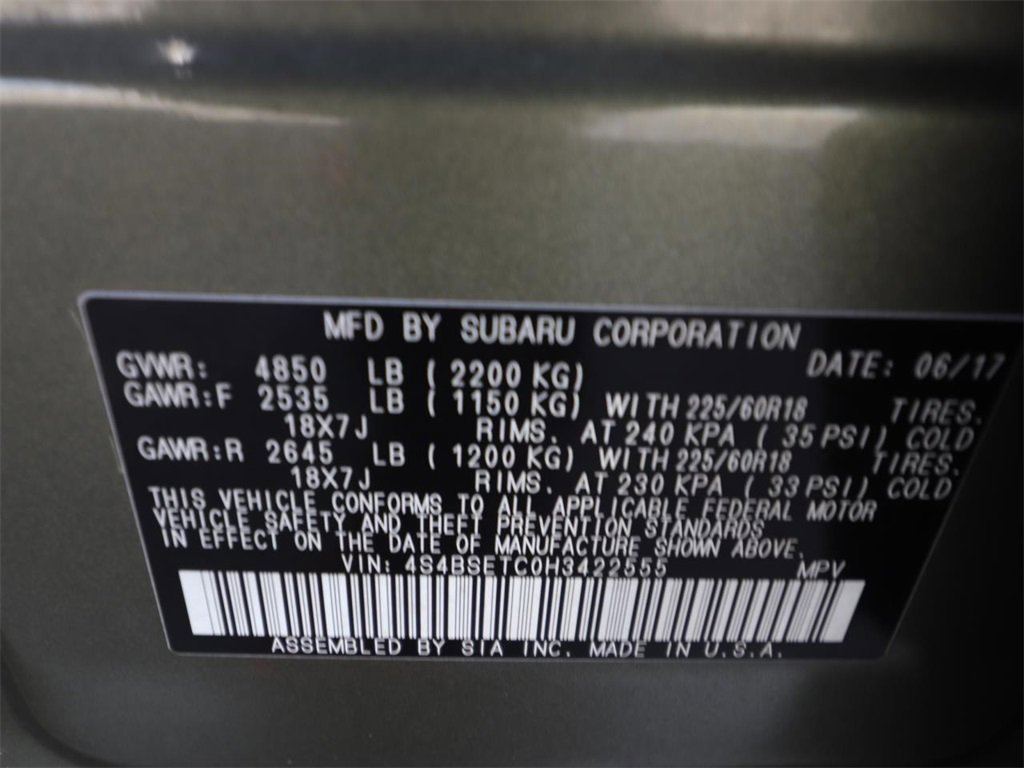 MFD BY SUBARU CORPORATION
GVWR: 4850 LB ( 2200 KG) DATE: 06/17
GAWR:F 2535 LB ( 1150 KG) WITH 225/60R18 TIRES.
18X7J RIMS. AT 240 KPA ( 35 PSI) COLD
GAWR:R 2645 LB ( 1200 KG) WITH 225/60R18 TIRES.
18X7J RIMS. AT 230 KPA ( 33 PSI) COLD
THIS VEHICLE CONFORMS TO ALL APPLICABLE FEDERAL MOTOR
VEHICLE SAFETY AND THEFT PREVENTION STANDARDS
IN EFFECT ON THE DATE OF MANUFACTURE SHOWN ABOVE.
VIN: 4S4BSETC0H3422555 MPV
ASSEMBLED BY SIA INC. MADE IN U.S.A.